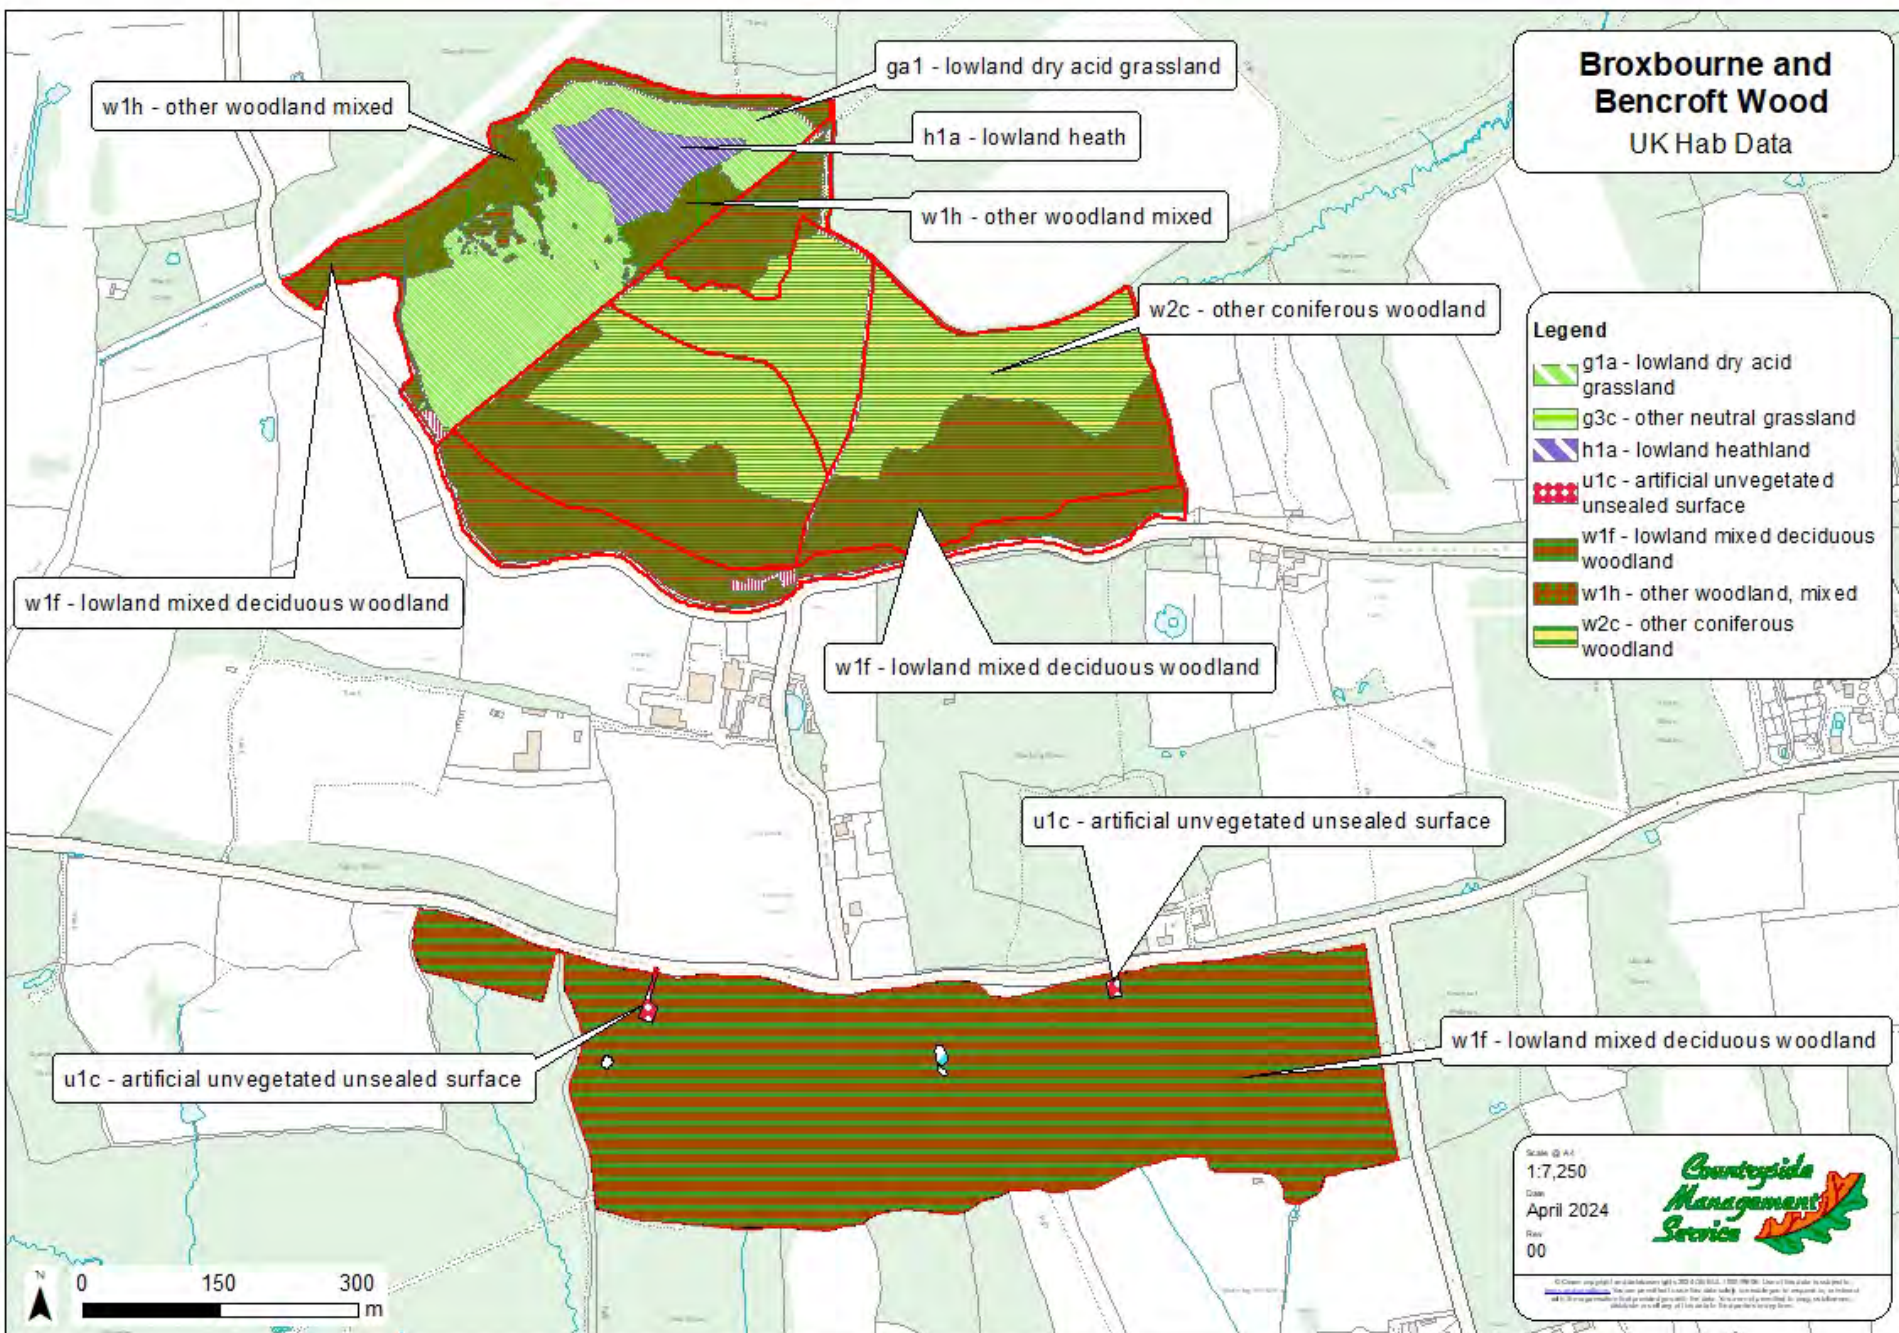 Broxbourne and
Bencroft Wood
UK Hab Data
ga1 - lowland dry acid grassland
w1h - other woodland mixed
h1a - lowland heath
w1h - other woodland mixed
w2c - other coniferous woodland
Legend
g1a - lowland dry acid
grassland
g3c - other neutral grassland
h1a - lowland heathland
u1c - artificial unvegetated
unsealed surface
w1f - lowland mixed deciduous
woodland
w1h - other woodland, mixed
w2c - other coniferous
woodland
w1f - lowland mixed deciduous woodland
w1f - lowland mixed deciduous woodland
u1c - artificial unvegetated unsealed surface
w1f - lowland mixed deciduous woodland
u1c - artificial unvegetated unsealed surface
Scale @ A4
1:7,250
Date
April 2024
Rev
00
Countryside
Management
Service
N
0 150 300
m